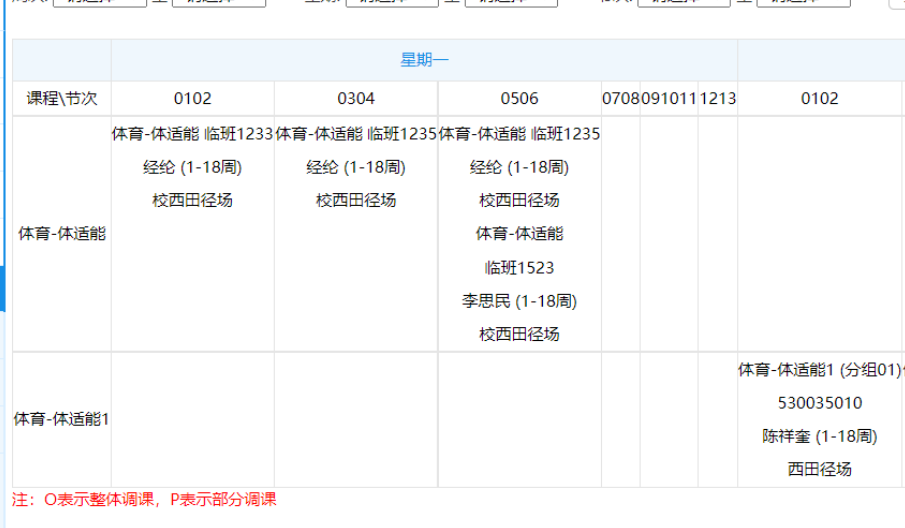 星期一
课程\节次 0102 0304 0506 0708 0910 11 1213 0102
体育-体适能 临班1233 体育-体适能 临班1235 体育-体适能 临班1235
经纶 (1-18周) 经纶 (1-18周) 经纶 (1-18周)
校西田径场 校西田径场 校西田径场
体育-体适能 体育-体适能
临班1523
李思民 (1-18周)
校西田径场
体育-体适能1 (分组01)
530035010
体育-体适能1
陈祥奎 (1-18周)
西田径场
注：O表示整体调课，P表示部分调课